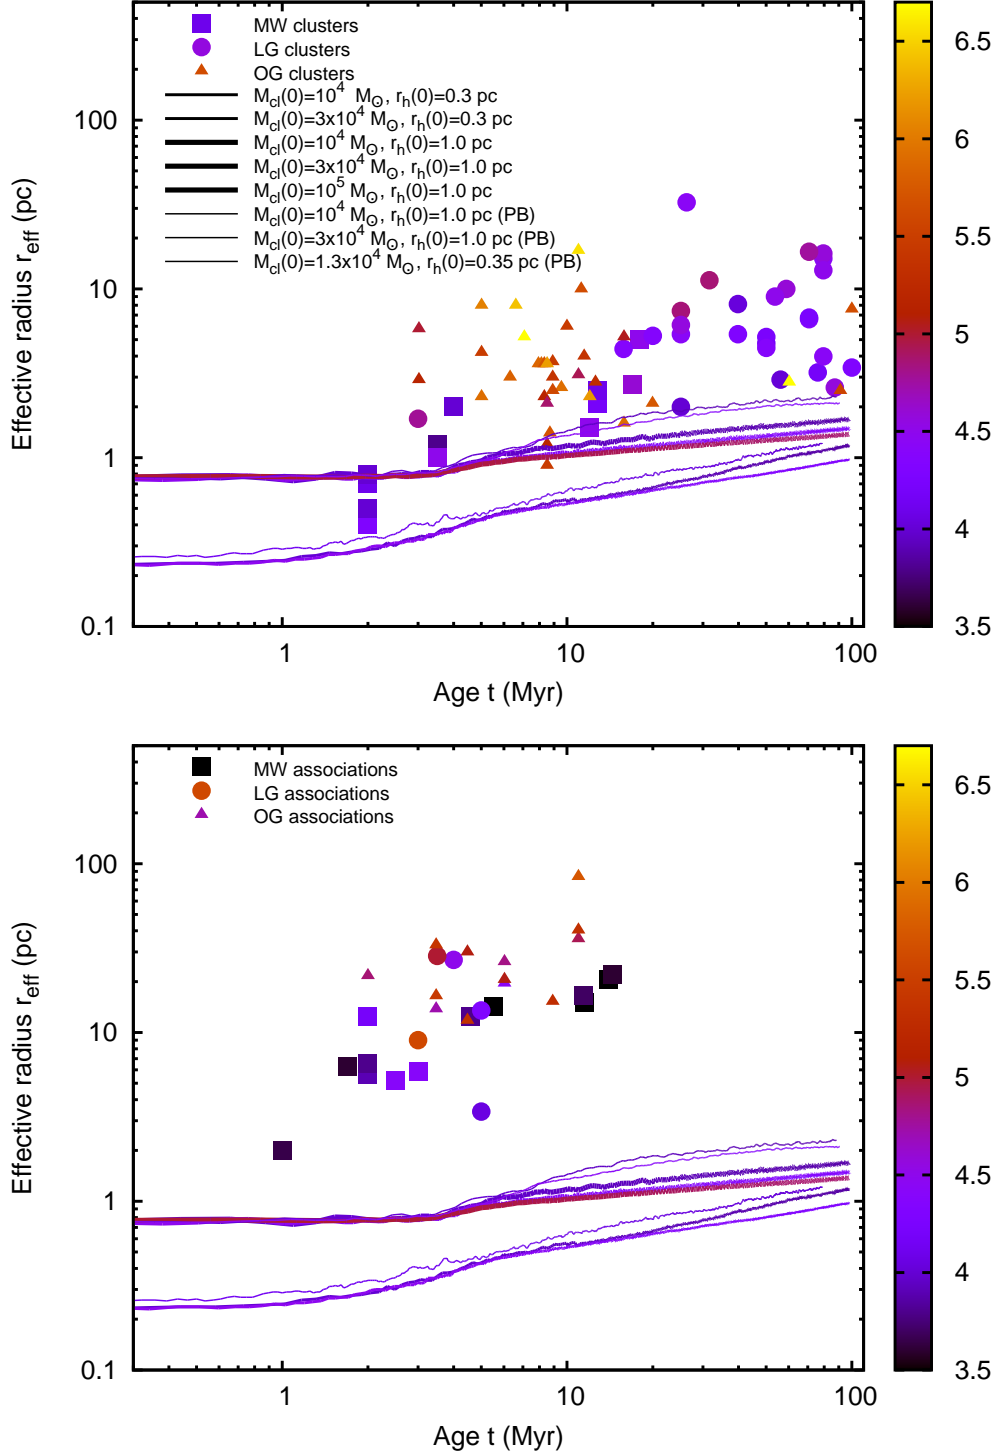 MW clusters
LG clusters
OG clusters
M_cl(0)=10^4 M_⊙, r_h(0)=0.3 pc
M_cl(0)=3x10^4 M_⊙, r_h(0)=0.3 pc
M_cl(0)=10^4 M_⊙, r_h(0)=1.0 pc
M_cl(0)=3x10^4 M_⊙, r_h(0)=1.0 pc
M_cl(0)=10^5 M_⊙, r_h(0)=1.0 pc
M_cl(0)=10^4 M_⊙, r_h(0)=1.0 pc (PB)
M_cl(0)=3x10^4 M_⊙, r_h(0)=1.0 pc (PB)
M_cl(0)=1.3x10^4 M_⊙, r_h(0)=0.35 pc (PB)
Effective radius r_eff (pc)
100
10
1
0.1
1 10 100
Age t (Myr)
6.5
6
5.5
5
4.5
4
3.5
MW associations
LG associations
OG associations
Effective radius r_eff (pc)
100
10
1
0.1
1 10 100
Age t (Myr)
6.5
6
5.5
5
4.5
4
3.5